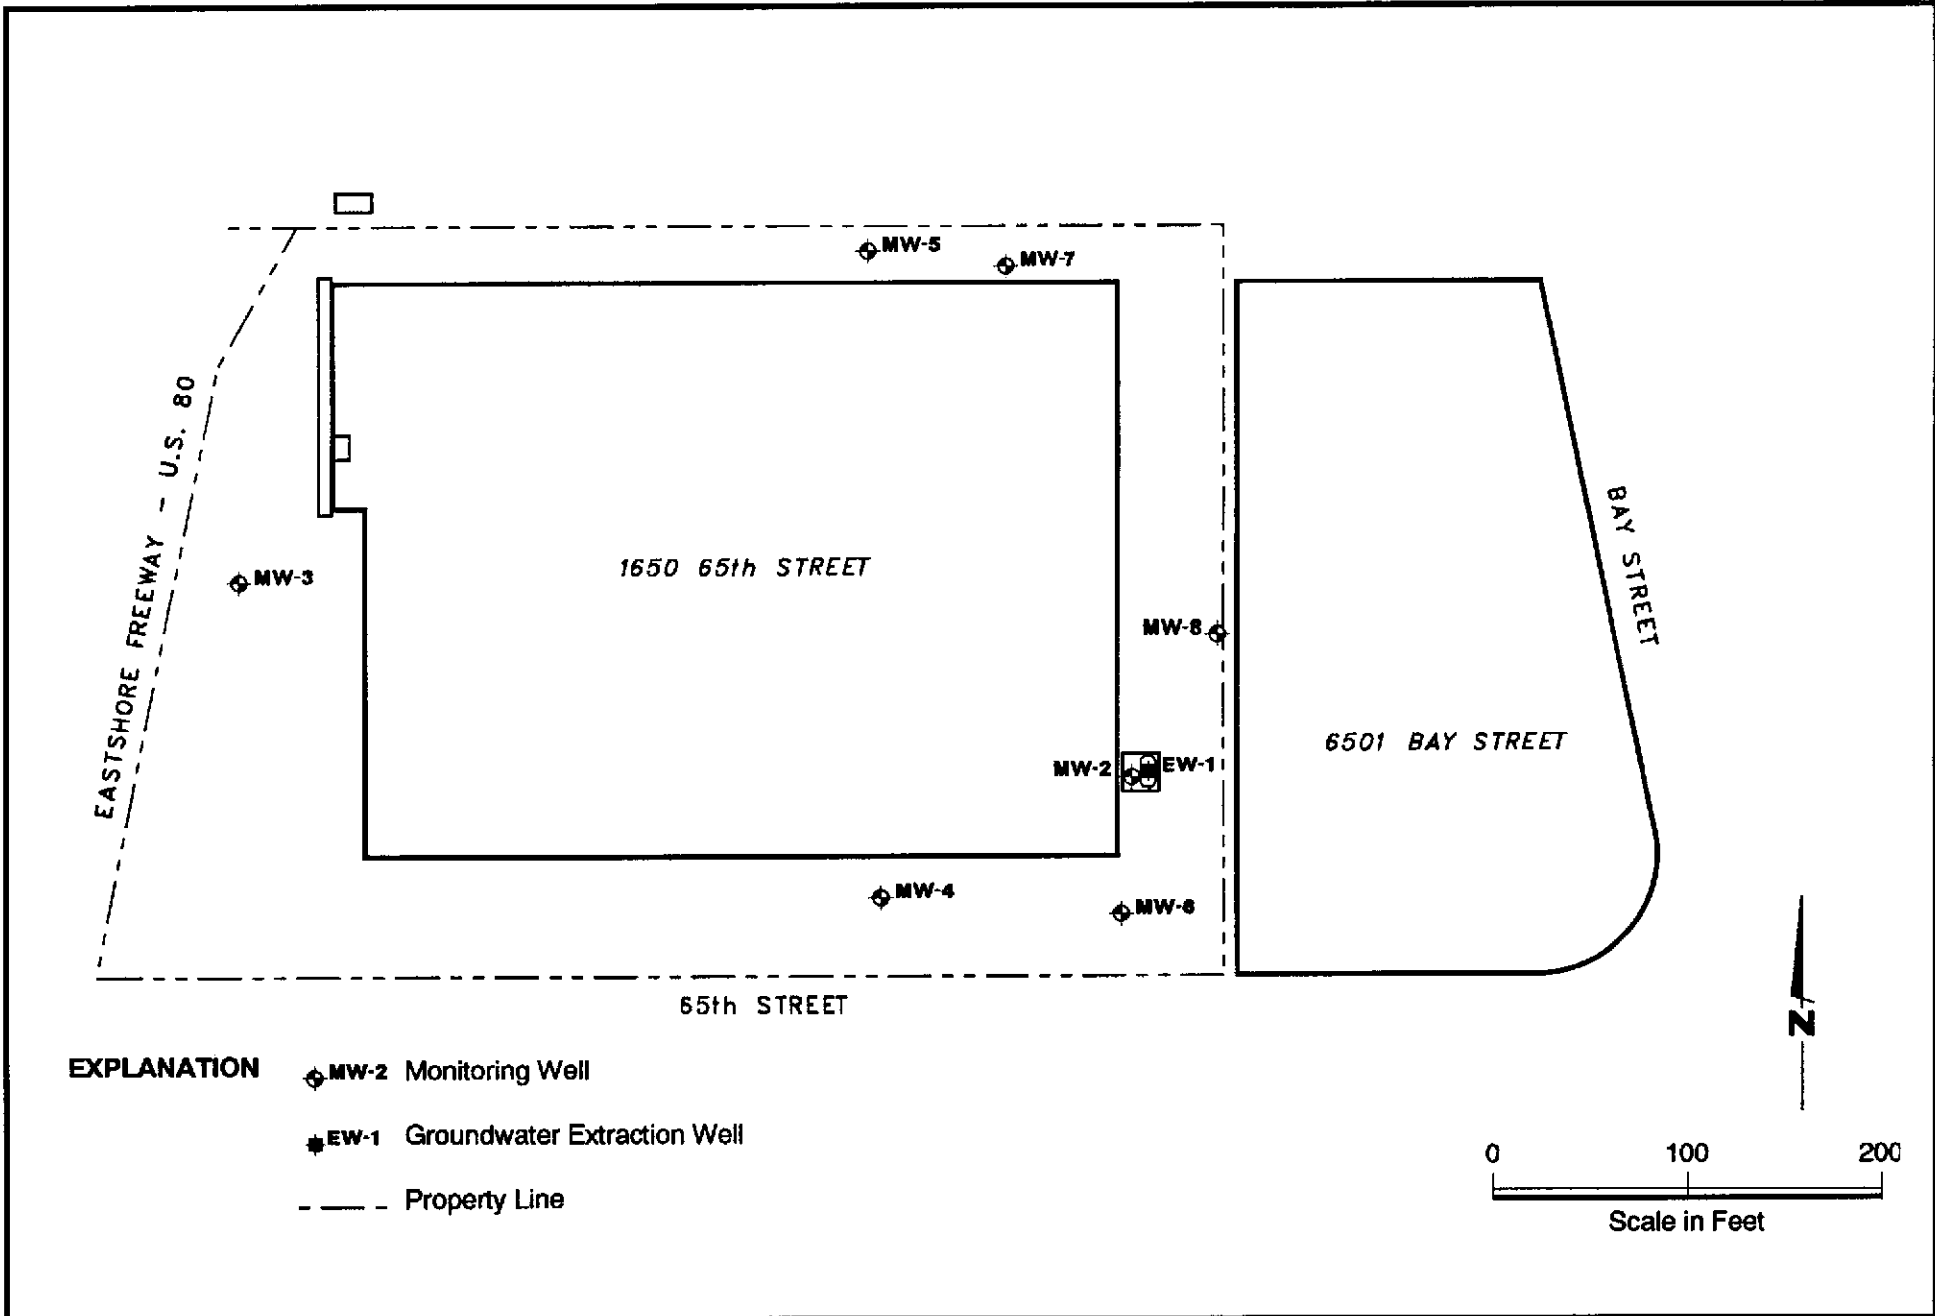 MW-5
MW-7
EASTSHORE FREEWAY - U.S. 80
MW-3
1650 65th STREET
BAY STREET
MW-8
6501 BAY STREET
MW-2
EW-1
MW-4
MW-6
65th STREET
N
EXPLANATION
MW-2 Monitoring Well
EW-1 Groundwater Extraction Well
Property Line
0 100 200
Scale in Feet